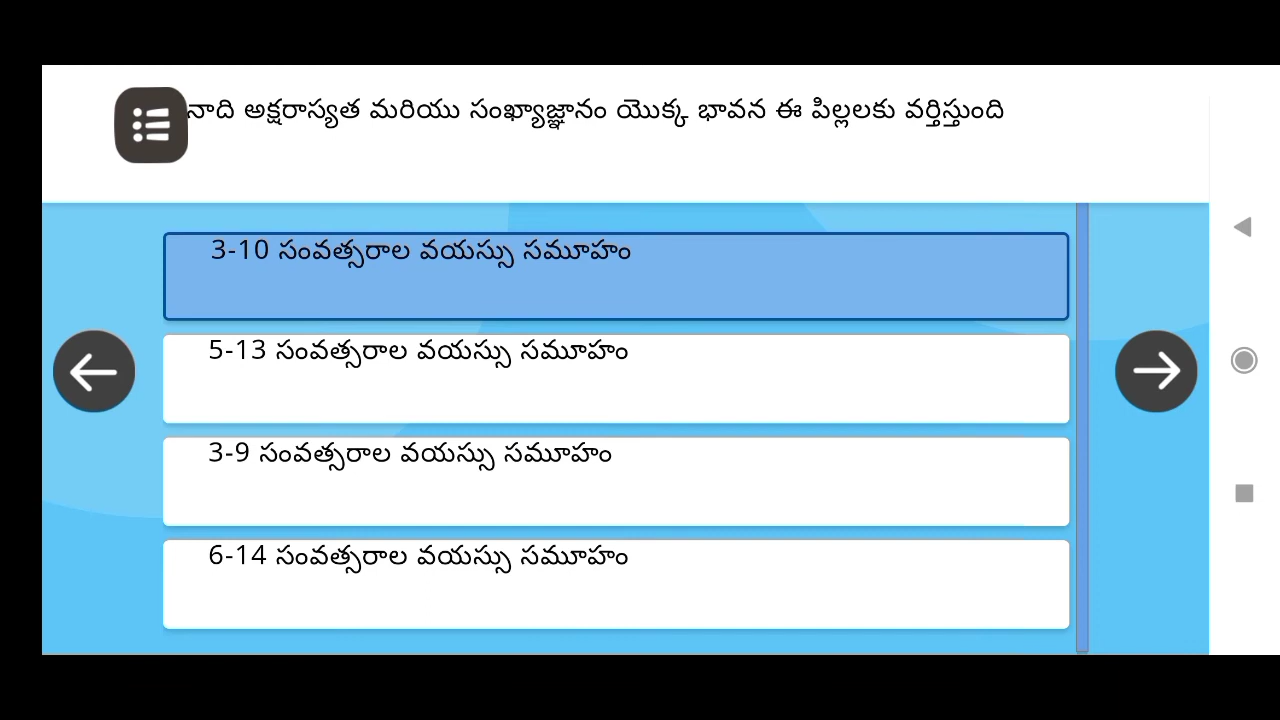 నాది అక్షరాస్యత మరియు సంఖ్యాజ్ఞానం యొక్క భావన ఈ పిల్లలకు వర్తిస్తుంది
3-10 సంవత్సరాల వయస్సు సమూహం
5-13 సంవత్సరాల వయస్సు సమూహం
3-9 సంవత్సరాల వయస్సు సమూహం
6-14 సంవత్సరాల వయస్సు సమూహం